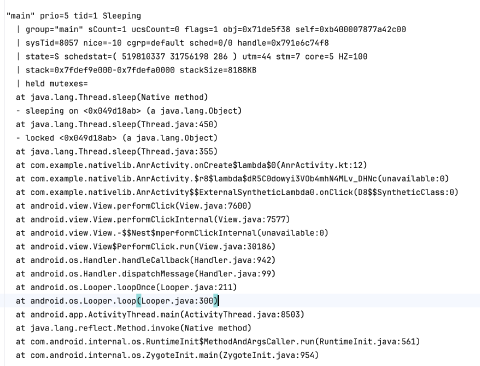 "main" prio=5 tid=1 Sleeping
| group="main" sCount=1 ucsCount=0 flags=1 obj=0x71de5f38 self=0xb400007877a42c00
| sysTid=8057 nice=-10 cgrp=default sched=0/0 handle=0x791e6c74f8
| state=S schedstat=( 519810337 31756198 286 ) utm=44 stm=7 core=5 HZ=100
| stack=0x7fdef9e000-0x7fdefa0000 stackSize=8188KB
| held mutexes=
at java.lang.Thread.sleep(Native method)
- sleeping on <0x049d18ab> (a java.lang.Object)
at java.lang.Thread.sleep(Thread.java:450)
- locked <0x049d18ab> (a java.lang.Object)
at java.lang.Thread.sleep(Thread.java:355)
at com.example.nativelib.AnrActivity.onCreate$lambda$0(AnrActivity.kt:12)
at com.example.nativelib.AnrActivity.$r8$lambda$dR5C0dowyi3VOb4mhN4MLv_DHNc(unavailable:0)
at com.example.nativelib.AnrActivity$$ExternalSyntheticLambda0.onClick(D8$$SyntheticClass:0)
at android.view.View.performClick(View.java:7600)
at android.view.View.performClickInternal(View.java:7577)
at android.view.View.-$$Nest$mperformClickInternal(unavailable:0)
at android.view.View$PerformClick.run(View.java:30186)
at android.os.Handler.handleCallback(Handler.java:942)
at android.os.Handler.dispatchMessage(Handler.java:99)
at android.os.Looper.loopOnce(Looper.java:211)
at android.os.Looper.loop(Looper.java:300)
at android.app.ActivityThread.main(ActivityThread.java:8503)
at java.lang.reflect.Method.invoke(Native method)
at com.android.internal.os.RuntimeInit$MethodAndArgsCaller.run(RuntimeInit.java:561)
at com.android.internal.os.ZygoteInit.main(ZygoteInit.java:954)